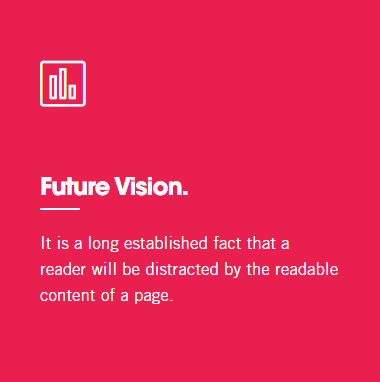 Future Vision.
It is a long established fact that a
reader will be distracted by the readable
content of a page.